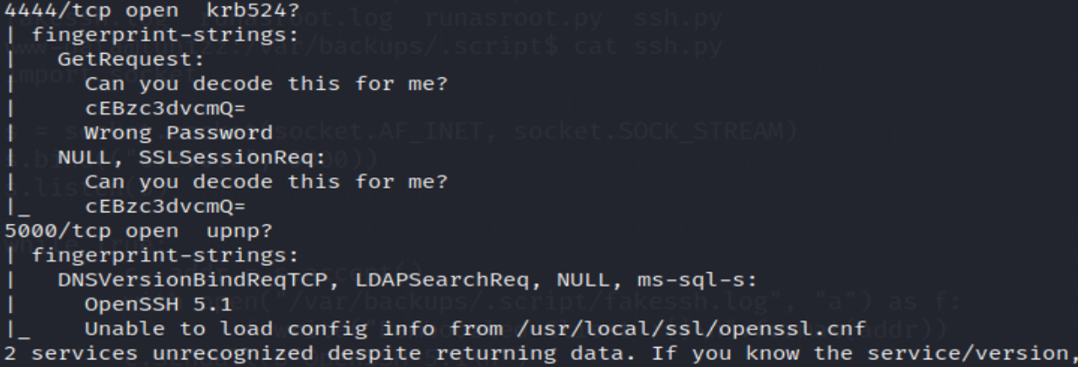 4444/tcp open  krb524?
| fingerprint-strings:
|   GetRequest:
|     Can you decode this for me?
|     cEBzc3dvcmQ=
|     Wrong Password
|   NULL, SSLSessionReq:
|     Can you decode this for me?
|_    cEBzc3dvcmQ=
5000/tcp open  upnp?
| fingerprint-strings:
|   DNSVersionBindReqTCP, LDAPSearchReq, NULL, ms-sql-s:
|     OpenSSH 5.1
|_    Unable to load config info from /usr/local/ssl/openssl.cnf
2 services unrecognized despite returning data. If you know the service/version,